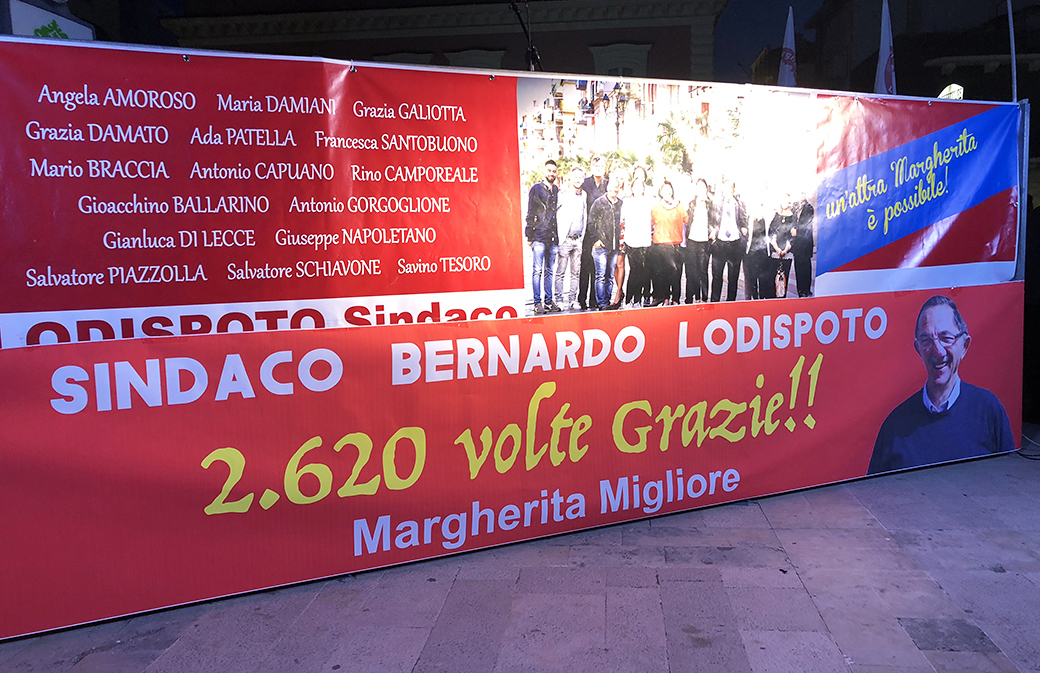 Angela AMOROSO Maria DAMIANI Grazia GALIOTTA
Grazia DAMATO Ada PATELLA Francesca SANTOBUONO
Mario BRACCIA Antonio CAPUANO Rino CAMPOREALE
Gioacchino BALLARINO Antonio GORGOGLIONE
Gianluca DI LECCE Giuseppe NAPOLETANO
Salvatore PIAZZOLLA Salvatore SCHIAVONE Savino TESORO
LODISPOTO Sindaco
un'altra Margherita
è possibile!
SINDACO BERNARDO LODISPOTO
2.620 volte Grazie!!
Margherita Migliore